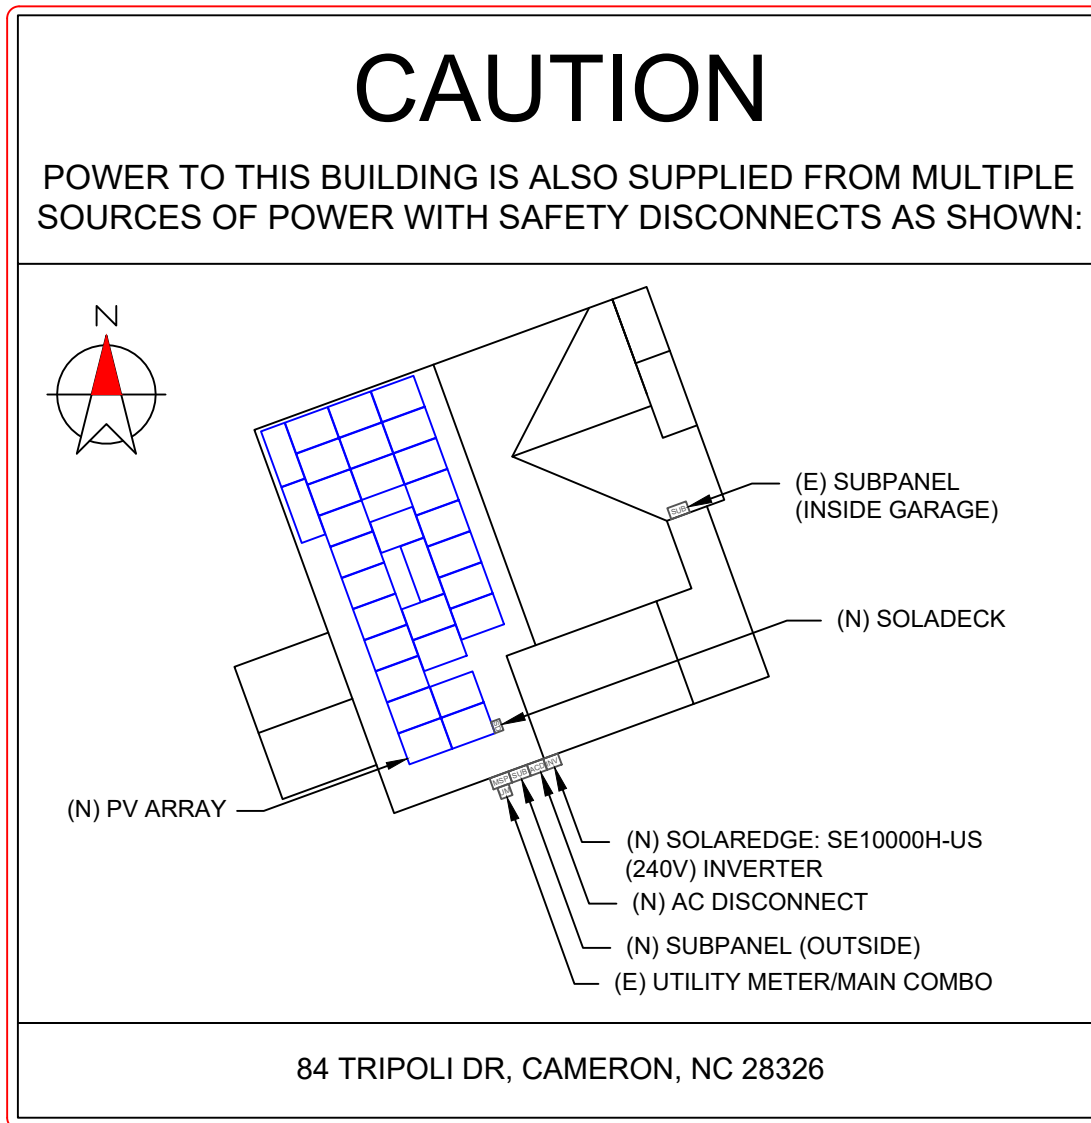 CAUTION
POWER TO THIS BUILDING IS ALSO SUPPLIED FROM MULTIPLE
SOURCES OF POWER WITH SAFETY DISCONNECTS AS SHOWN:
N
(E) SUBPANEL
(INSIDE GARAGE)
SUB
(N) SOLADECK
MSP
SUB
ACD
INV
UM
(N) PV ARRAY
(N) SOLAREDGE: SE10000H-US
(240V) INVERTER
(N) AC DISCONNECT
(N) SUBPANEL (OUTSIDE)
(E) UTILITY METER/MAIN COMBO
84 TRIPOLI DR, CAMERON, NC 28326